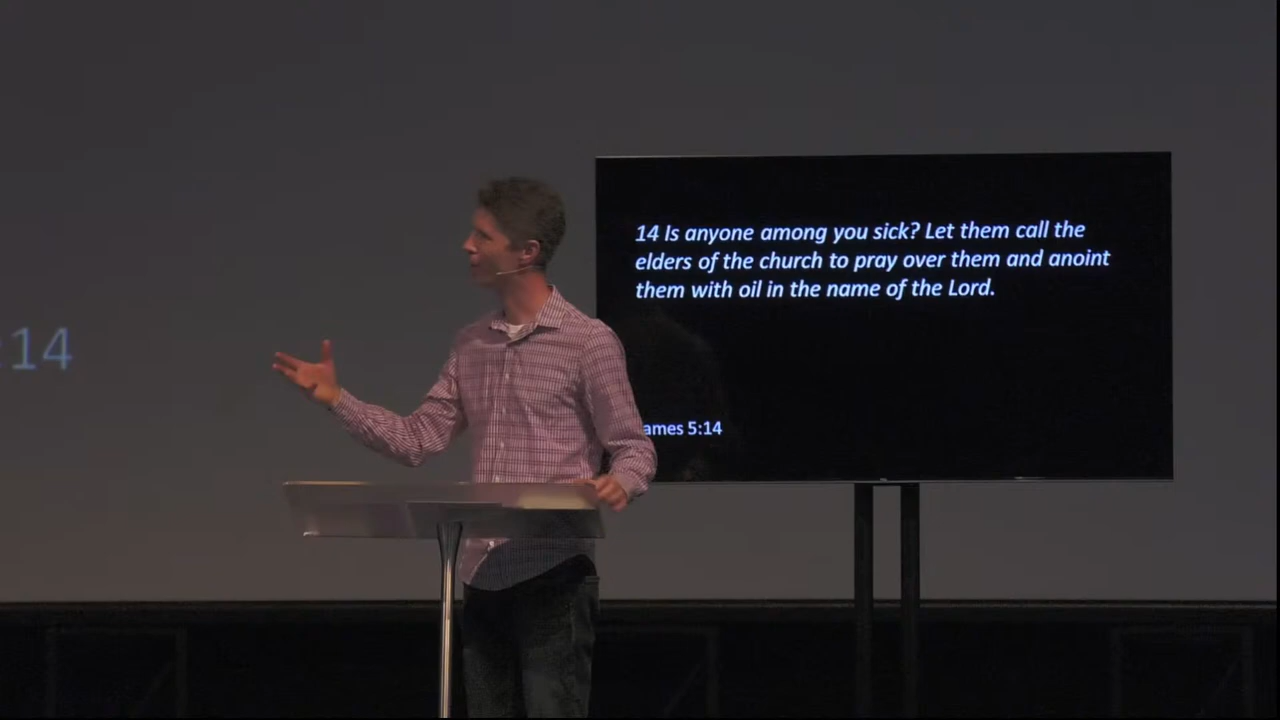 :14
14 Is anyone among you sick? Let them call the
elders of the church to pray over them and anoint
them with oil in the name of the Lord.
ames 5:14